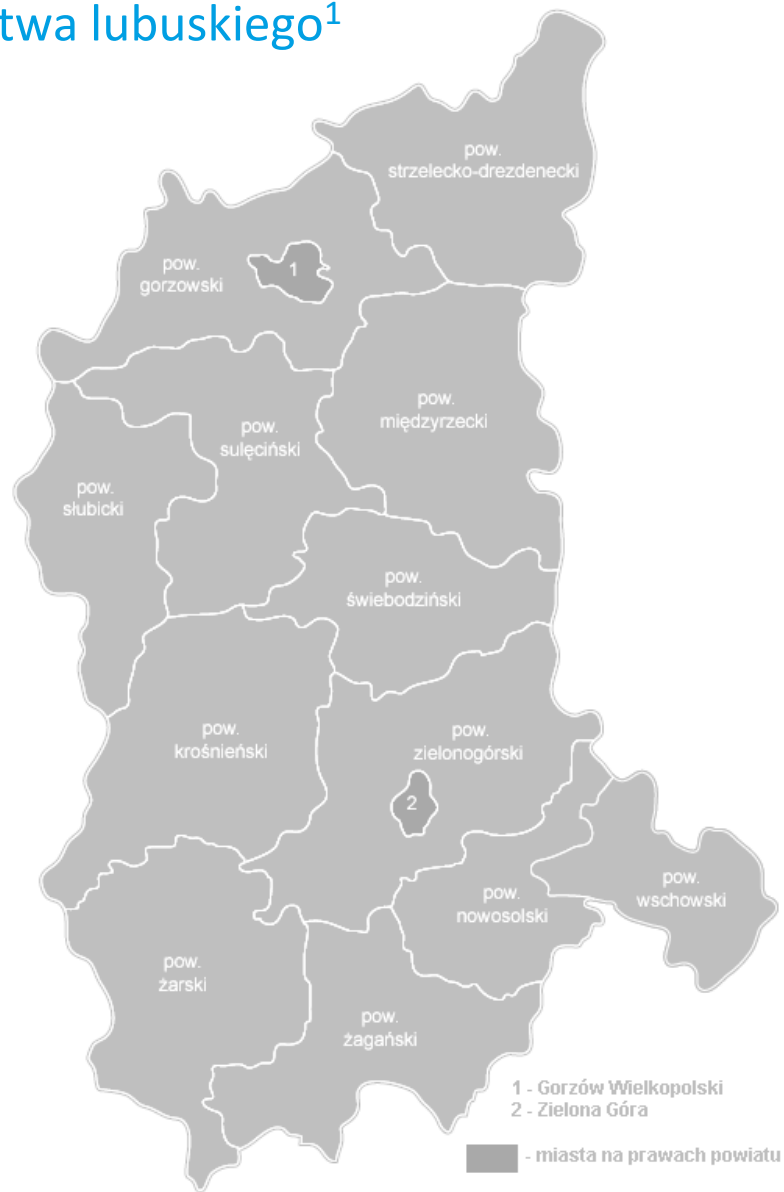 twa lubuskiego¹
pow.
strzelecko-drezdenecki
pow.
gorzowski
1
pow.
międzyrzecki
pow.
sulęciński
pow.
słubicki
pow.
świebodziński
pow.
krośnieński
pow.
zielonogórski
2
pow.
wschowski
pow.
nowosolski
pow.
żarski
pow.
żagański
1 - Gorzów Wielkopolski
2 - Zielona Góra
- miasta na prawach powiatu